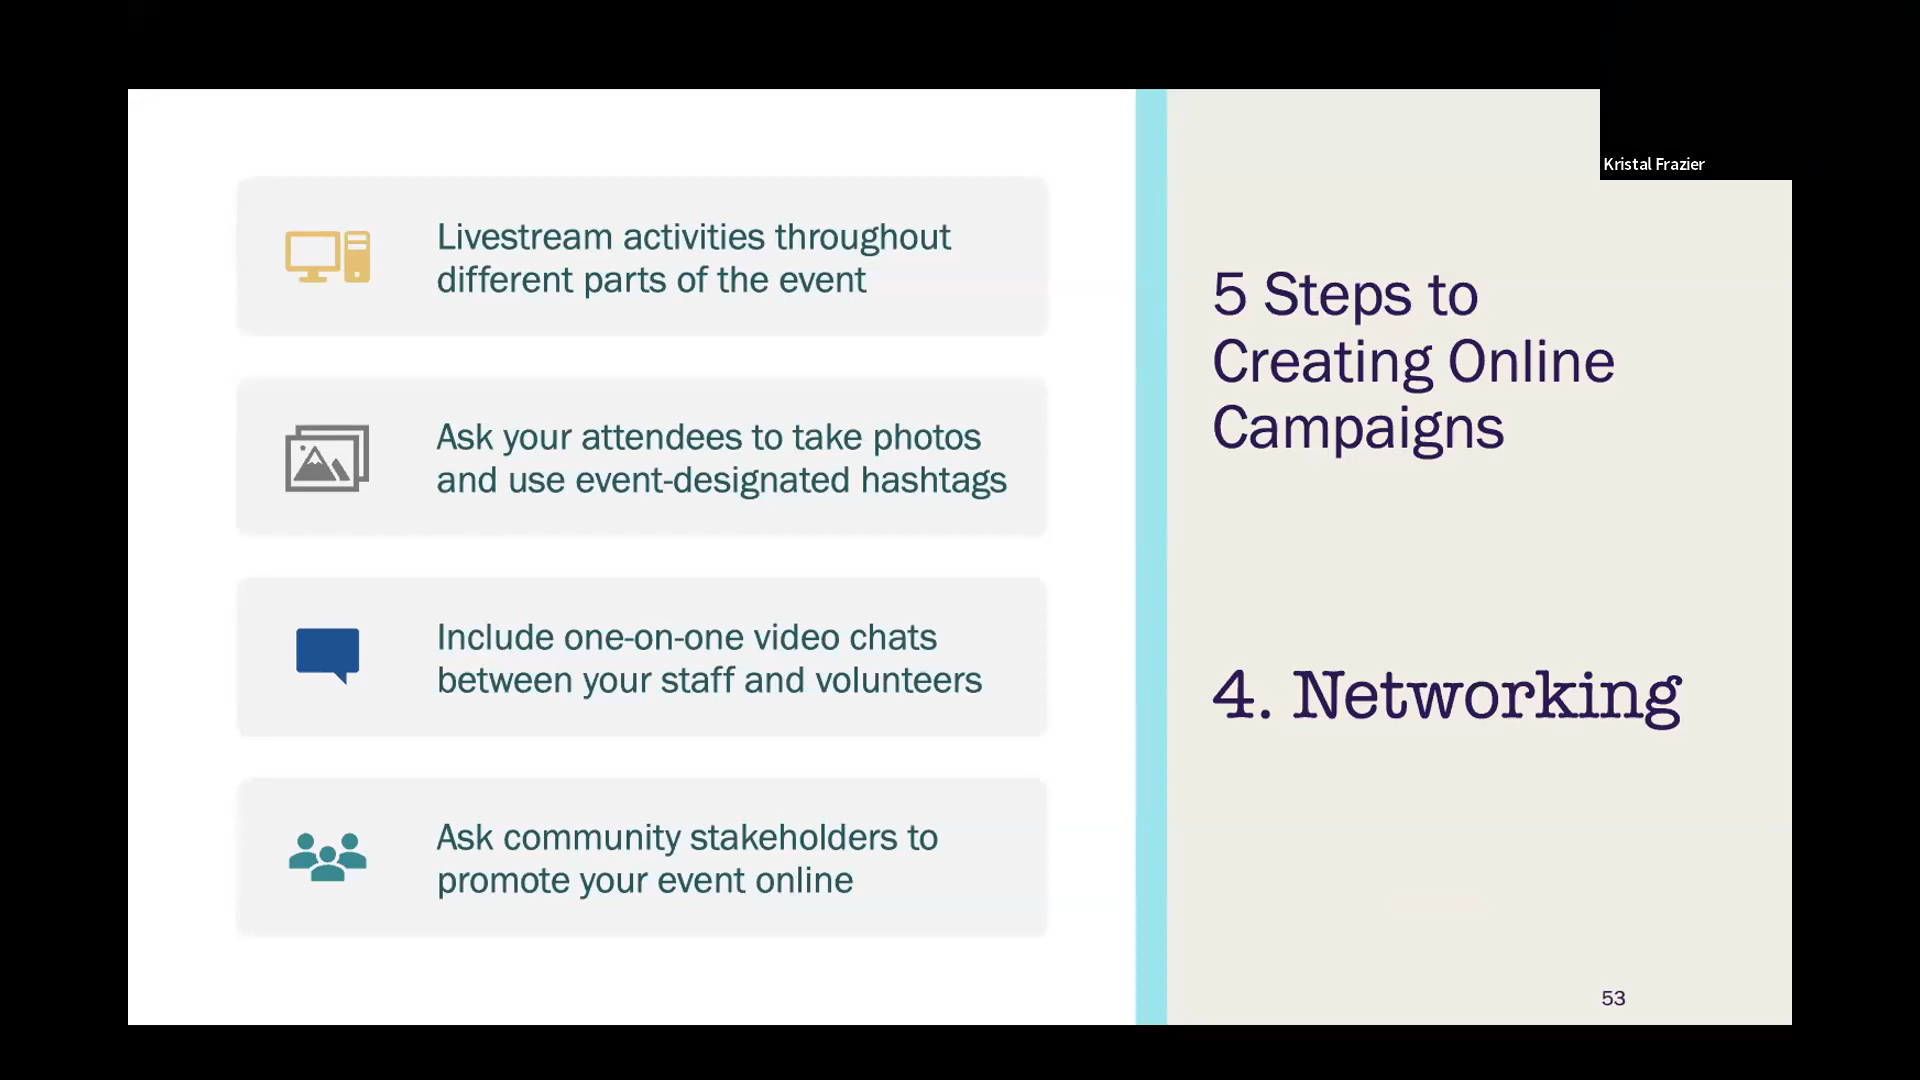 Kristal Frazier
Livestream activities throughout
different parts of the event
Ask your attendees to take photos
and use event-designated hashtags
Include one-on-one video chats
between your staff and volunteers
Ask community stakeholders to
promote your event online
5 Steps to
Creating Online
Campaigns
4. Networking
53